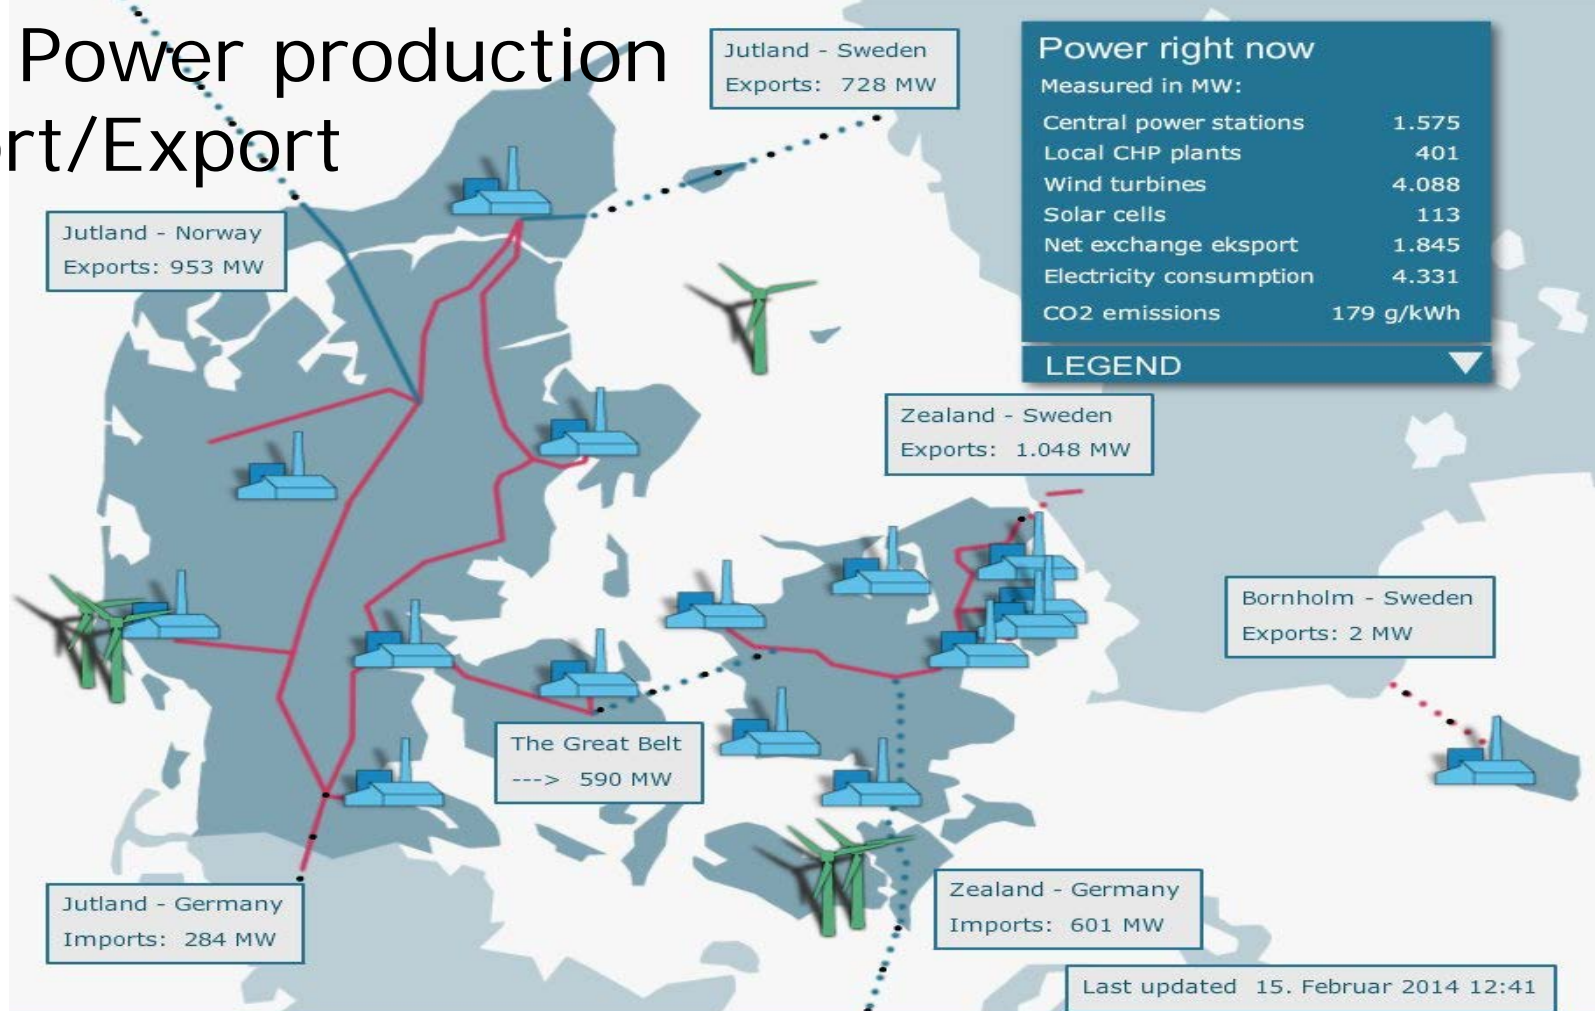 Power production
rt/Export
Jutland - Sweden
Exports: 728 MW
Power right now
Measured in MW:
Central power stations 1.575
Local CHP plants 401
Wind turbines 4.088
Solar cells 113
Net exchange eksport 1.845
Electricity consumption 4.331
CO2 emissions 179 g/kWh
LEGEND
Jutland - Norway
Exports: 953 MW
Zealand - Sweden
Exports: 1.048 MW
Bornholm - Sweden
Exports: 2 MW
The Great Belt
---> 590 MW
Jutland - Germany
Imports: 284 MW
Zealand - Germany
Imports: 601 MW
Last updated 15. Februar 2014 12:41